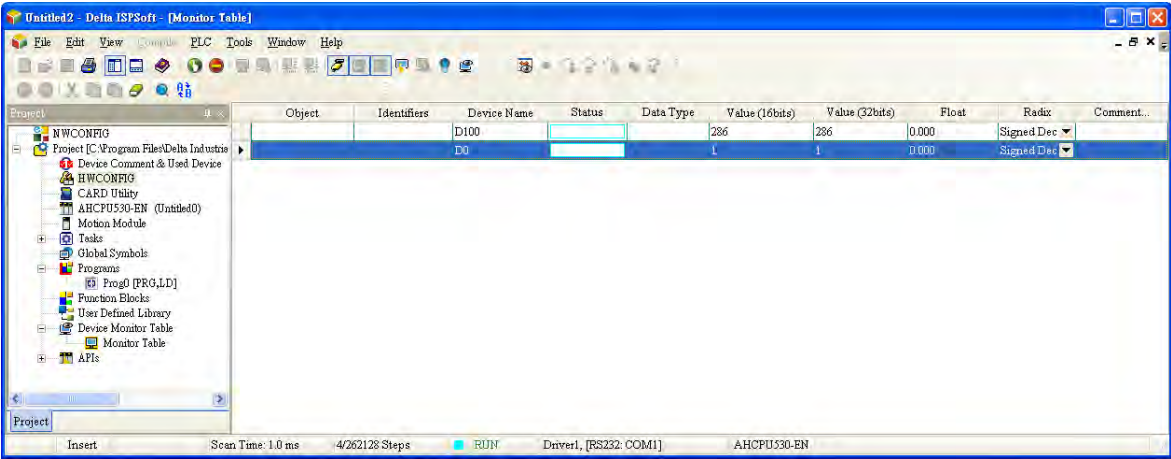 Untitled2 - Delta ISPSoft - [Monitor Table]
File Edit View Compile PLC Tools Window Help
Project
NWCONFIG
Project [C:\Program Files\Delta Industrie
Device Comment & Used Device
HWCONFIG
CARD Utility
AHCPU530-EN (Untitled0)
Motion Module
Tasks
Global Symbols
Programs
Prog0 [PRG,LD]
Function Blocks
User Defined Library
Device Monitor Table
Monitor Table
APIs
Project
Object Identifiers Device Name Status Data Type Value (16bits) Value (32bits) Float Radix Comment...
D100 286 286 0.000 Signed Dec
D0 1 1 0.000 Signed Dec
Insert Scan Time: 1.0 ms 4/262128 Steps RUN Driver1, [RS232: COM1] AHCPU530-EN